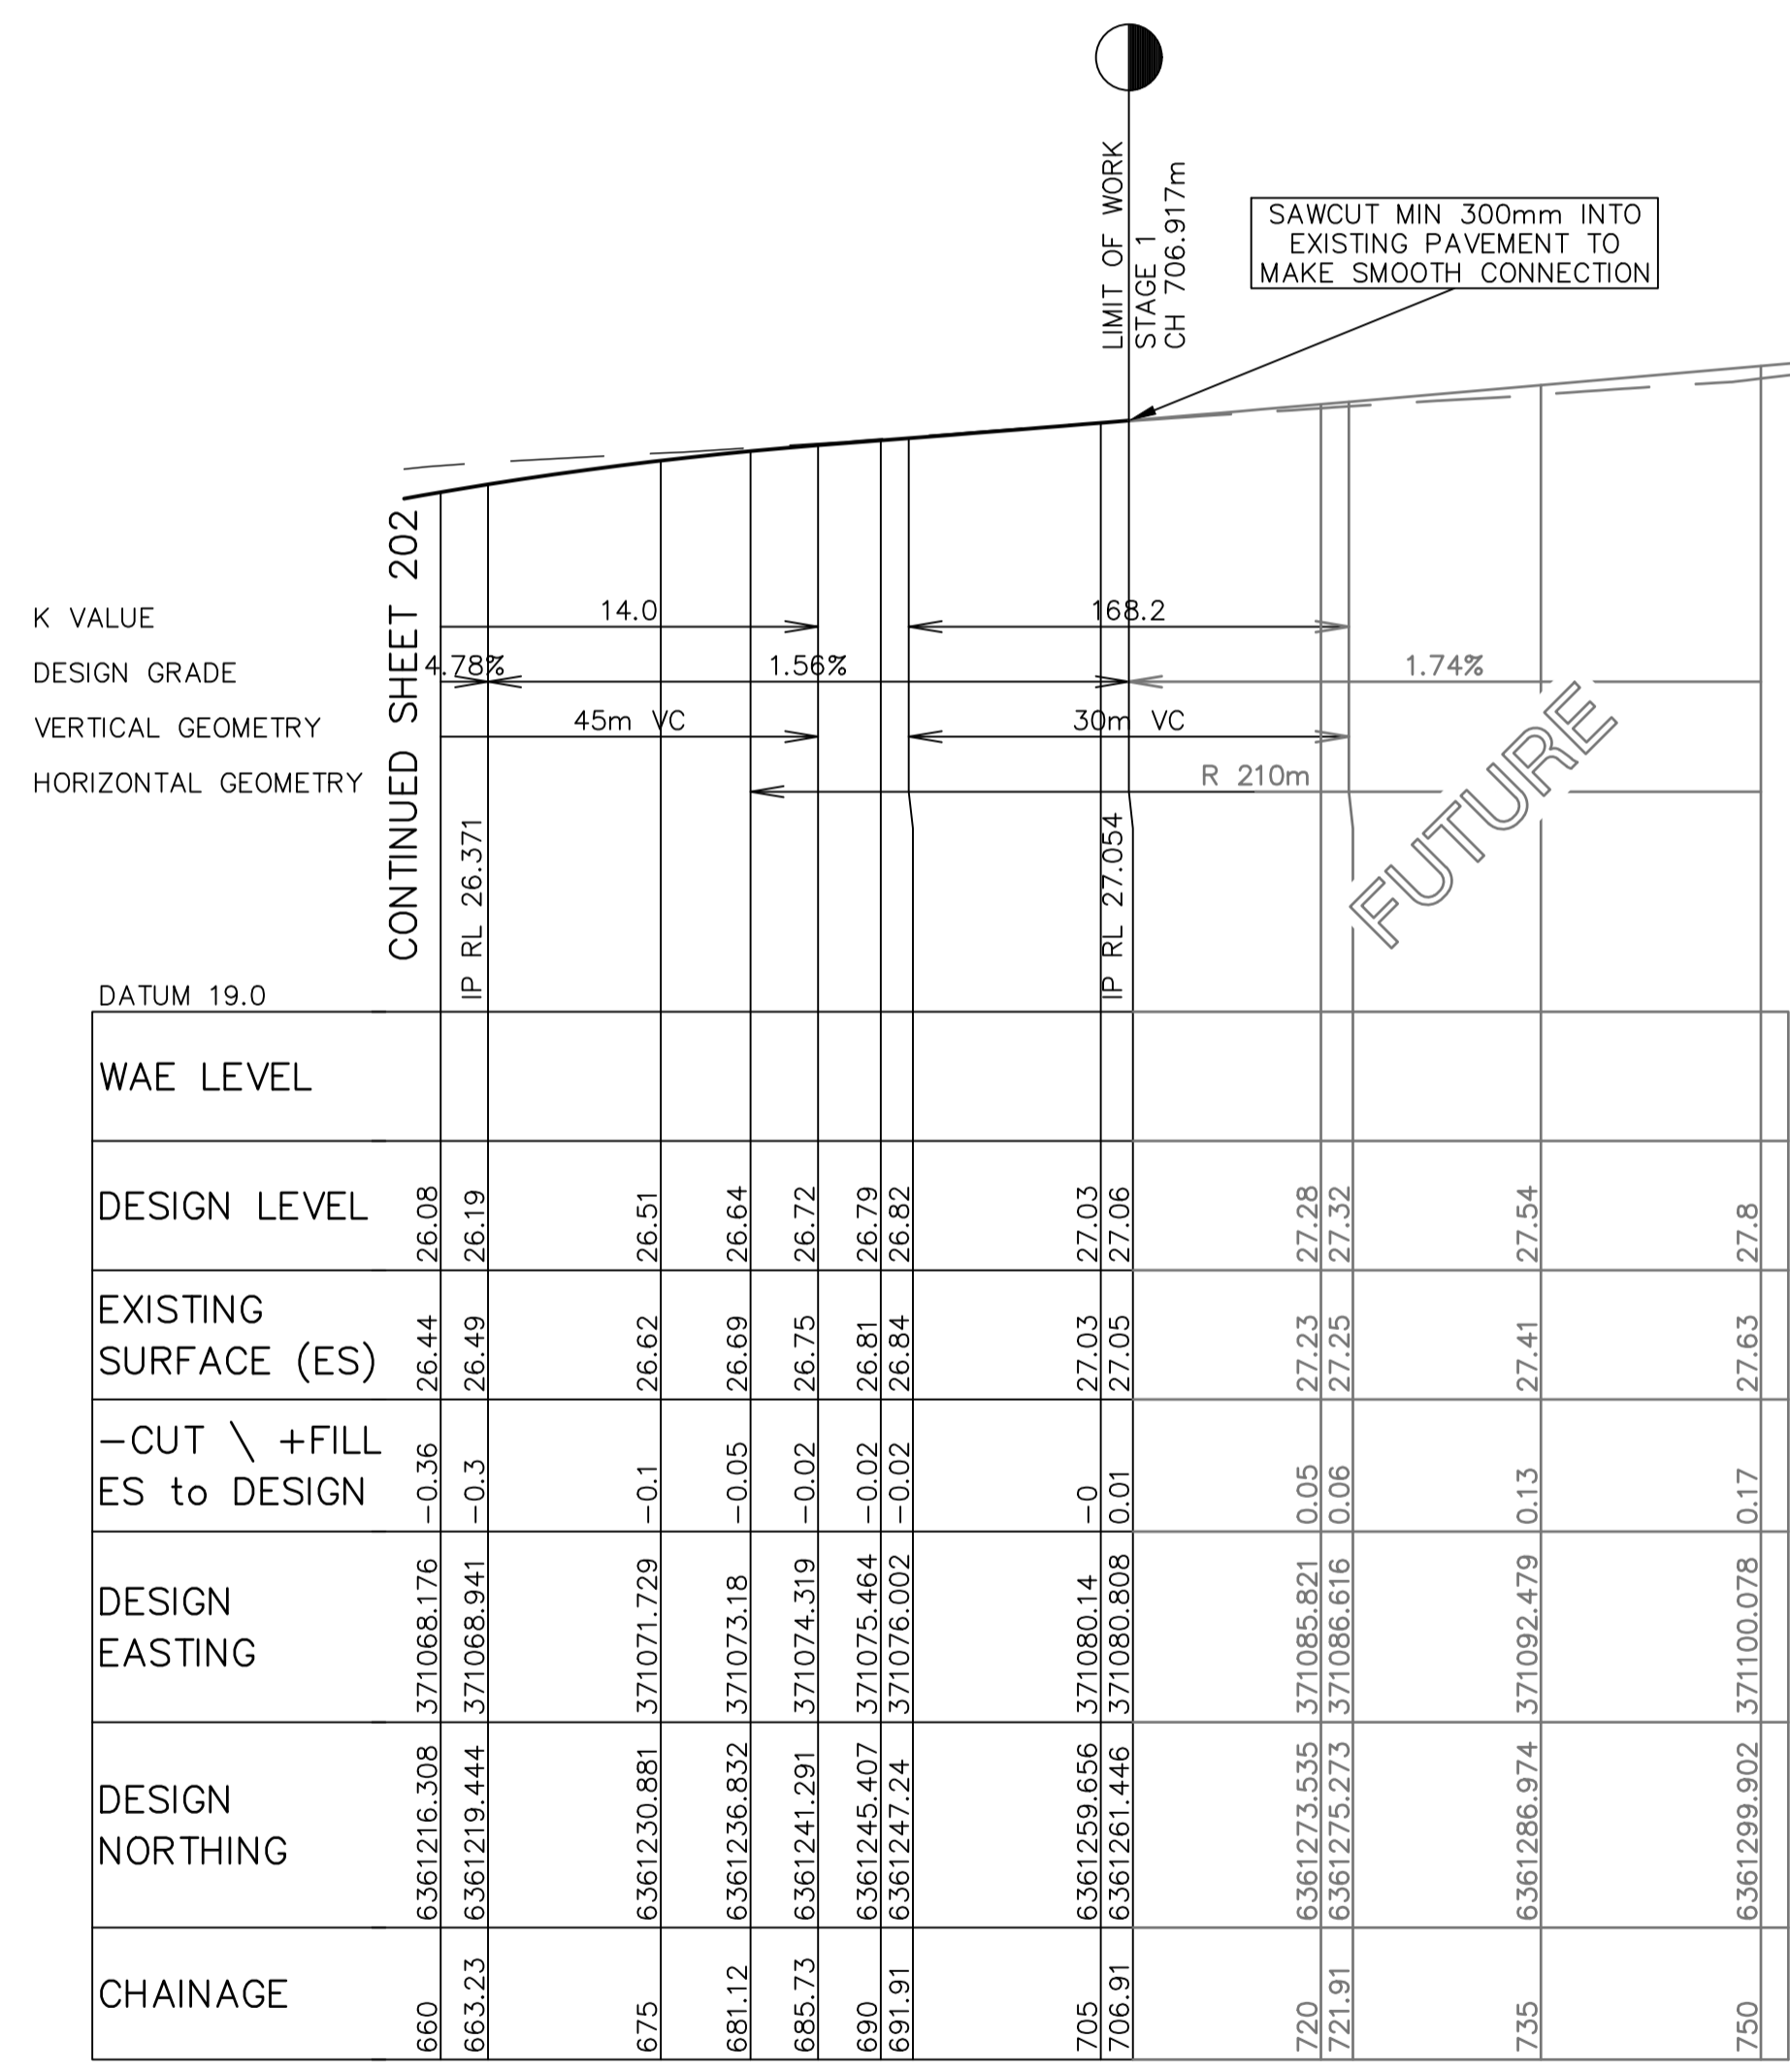 LIMIT OF WORK
STAGE 1
CH 706.917m
SAWCUT MIN 300mm INTO
EXISTING PAVEMENT TO
MAKE SMOOTH CONNECTION
CONTINUED SHEET 202
K VALUE 14.0 168.2
DESIGN GRADE 4.78% 1.56% 1.74%
VERTICAL GEOMETRY 45m VC 30m VC
HORIZONTAL GEOMETRY R 210m
FUTURE
IP RL 26.371
IP RL 27.054
DATUM 19.0
WAE LEVEL
DESIGN LEVEL 26.08 26.19 26.51 26.64 26.72 26.79 26.82 27.03 27.06 27.28 27.32 27.54 27.8
EXISTING
SURFACE (ES) 26.44 26.49 26.62 26.69 26.75 26.81 26.84 27.03 27.05 27.23 27.25 27.41 27.63
-CUT \ +FILL
ES to DESIGN -0.36 -0.3 -0.1 -0.05 -0.02 -0.02 -0.02 -0 0.01 0.05 0.06 0.13 0.17
DESIGN
EASTING 371068.176 371068.941 371071.729 371073.18 371074.319 371075.464 371076.002 371080.14 371080.808 371085.821 371086.616 371092.479 371100.078
DESIGN
NORTHING 6361216.308 6361219.444 6361230.881 6361236.832 6361241.291 6361245.407 6361247.24 6361259.656 6361261.446 6361273.535 6361275.273 6361286.974 6361299.902
CHAINAGE 660 663.23 675 681.12 685.73 690 691.91 705 706.91 720 721.91 735 750